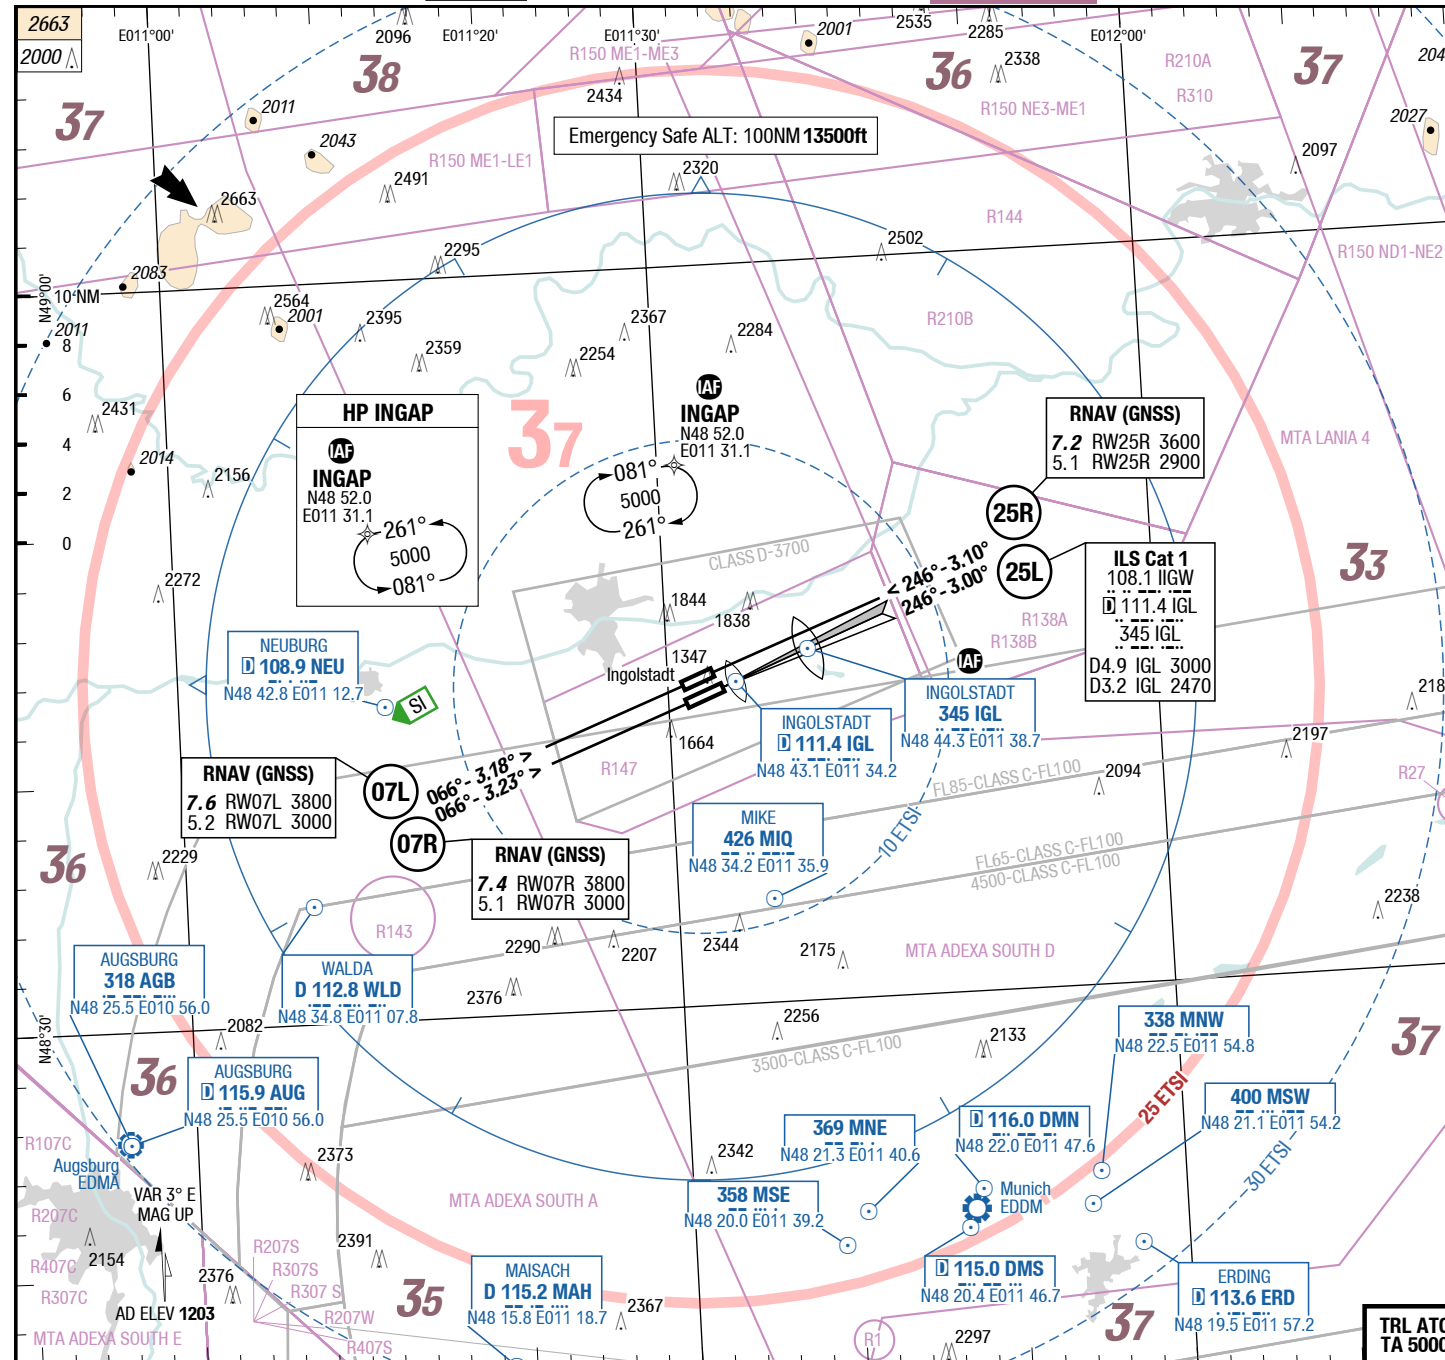 2663
2000
E011°00'
2096
E011°20'
E011°30'
2001
2535
2285
E012°00'
204
R150 ME1-ME3
38
36
2338
R210A
37
R310
37
2011
2434
R150 NE3-ME1
2027
2043
Emergency Safe ALT: 100NM 13500ft
R150 ME1-LE1
2491
2320
2097
2663
R144
2502
R150 ND1-NE2
2295
2083
N49°00'
10 NM
2564
2001
2395
2367
2284
R210B
2011
8
2359
2254
6
2431
4
2014
2
2156
0
HP INGAP
IAF
INGAP
N48 52.0
E011 31.1
261°
5000
081°
37
IAF
INGAP
N48 52.0
E011 31.1
081°
5000
261°
RNAV (GNSS)
7.2 RW25R 3600
5.1 RW25R 2900
MTA LANIA 4
25R
25L
CLASS D-3700
< 246°-3.10°
246°-3.00°
ILS Cat 1
108.1 IIGW
D 111.4 IGL
345 IGL
D4.9 IGL 3000
D3.2 IGL 2470
33
2272
1844
1838
R138A
R138B
IAF
NEUBURG
D 108.9 NEU
N48 42.8 E011 12.7
SI
1347
Ingolstadt
INGOLSTADT
345 IGL
N48 44.3 E011 38.7
INGOLSTADT
D 111.4 IGL
N48 43.1 E011 34.2
218
2197
1664
R147
2094
R27
FL85-CLASS C-FL100
RNAV (GNSS)
7.6 RW07L 3800
5.2 RW07L 3000
07L
066°- 3.18° >
066°- 3.23° >
07R
RNAV (GNSS)
7.4 RW07R 3800
5.1 RW07R 3000
MIKE
426 MIQ
N48 34.2 E011 35.9
10 ETSI
FL65-CLASS C-FL100
4500-CLASS C-FL100
36
2229
2238
R143
2290
2207
2344
2175
MTA ADEXA SOUTH D
AUGSBURG
318 AGB
N48 25.5 E010 56.0
WALDA
D 112.8 WLD
N48 34.8 E011 07.8
2376
N48°30'
2082
2256
2133
3500-CLASS C-FL100
338 MNW
N48 22.5 E011 54.8
37
36
AUGSBURG
D 115.9 AUG
N48 25.5 E010 56.0
25 ETSI
400 MSW
N48 21.1 E011 54.2
369 MNE
N48 21.3 E011 40.6
D 116.0 DMN
N48 22.0 E011 47.6
R107C
Augsburg
EDMA
2373
2342
30 ETSI
VAR 3° E
MAG UP
MTA ADEXA SOUTH A
358 MSE
N48 20.0 E011 39.2
Munich
EDDM
R207C
2154
R407C
R307C
R207S
R307S
R307 S
2391
2376
D 115.0 DMS
N48 20.4 E011 46.7
MAISACH
D 115.2 MAH
N48 15.8 E011 18.7
ERDING
D 113.6 ERD
N48 19.5 E011 57.2
35
AD ELEV 1203
R207W
R407S
2367
37
R1
2297
MTA ADEXA SOUTH E
TRL ATC
TA 5000